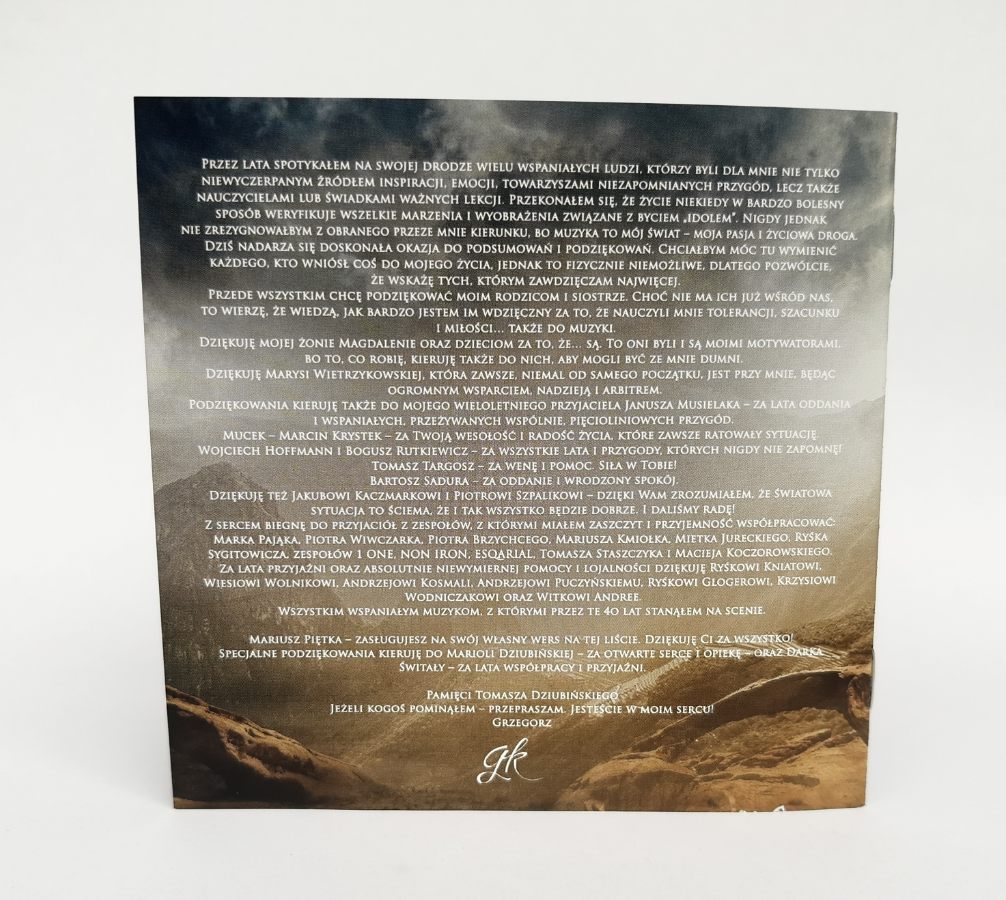 Przez lata spotykałem na swojej drodze wielu wspaniałych ludzi, którzy byli dla mnie nie tylko
niewyczerpanym źródłem inspiracji, emocji, towarzyszami niezapomnianych przygód, lecz także
nauczycielami lub świadkami ważnych lekcji. Przekonałem się, że życie niekiedy w bardzo bolesny
sposób weryfikuje wszelkie marzenia i wyobrażenia związane z byciem „idolem”. Nigdy jednak
nie zrezygnowałbym z obranego przeze mnie kierunku, bo muzyka to mój świat – moja pasja i życiowa droga.
Dziś nadarza się doskonała okazja do podsumowań i podziękowań. Chciałbym móc tu wymienić
każdego, kto wniósł coś do mojego życia, jednak to fizycznie niemożliwe, dlatego pozwólcie,
że wskażę tych, którym zawdzięczam najwięcej.
Przede wszystkim chcę podziękować moim rodzicom i siostrze. Choć nie ma ich już wśród nas,
to wierzę, że wiedzą, jak bardzo jestem im wdzięczny za to, że nauczyli mnie tolerancji, szacunku
i miłości... także do muzyki.
Dziękuję mojej żonie Magdalenie oraz dzieciom za to, że... są. To oni byli i są moimi motywatorami,
bo to, co robię, kieruję także do nich, aby mogli być ze mnie dumni.
Dziękuję Marysi Wietrzykowskiej, która zawsze, niemal od samego początku, jest przy mnie, będąc
ogromnym wsparciem, nadzieją i arbitrem.
Podziękowania kieruję także do mojego wieloletniego przyjaciela Janusza Musielaka – za lata oddania
i wspaniałych, przeżywanych wspólnie, pięcioliniowych przygód.
Mucek – Marcin Krystek – za Twoją wesołość i radość życia, które zawsze ratowały sytuację.
Wojciech Hoffmann i Bogusz Rutkiewicz – za wszystkie lata i przygody, których nigdy nie zapomnę!
Tomasz Targosz – za wenę i pomoc. Siła w Tobie!
Bartosz Sadura – za oddanie i wrodzony spokój.
Dziękuję też Jakubowi Kaczmarkowi i Piotrowi Szpalikowi – dzięki Wam zrozumiałem, że światowa
sytuacja to ściema, że i tak wszystko będzie dobrze. I daliśmy radę!
Z sercem biegnę do przyjaciół z zespołów, z którymi miałem zaszczyt i przyjemność współpracować:
Marka Pająka, Piotra Wiwczarka, Piotra Brzychcego, Mariusza Kmiołka, Mietka Jureckiego, Ryśka
Sygitowicza, zespołów 1 one, Non Iron, Esqarial, Tomasza Staszczyka i Macieja Koczorowskiego.
Za lata przyjaźni oraz absolutnie niewymiernej pomocy i lojalności dziękuję Ryśkowi Kniatowi,
Wiesiowi Wolnikowi, Andrzejowi Kosmali, Andrzejowi Puczyńskiemu, Ryśkowi Glogerowi, Krzysiowi
Wodniczakowi oraz Witkowi Andree.
Wszystkim wspaniałym muzykom, z którymi przez te 40 lat stanąłem na scenie.
Mariusz Piętka – zasługujesz na swój własny wers na tej liście. Dziękuję Ci za wszystko!
Specjalne podziękowania kieruję do Marioli Dziubińskiej – za otwarte serce i opiekę – oraz Darka
Świtały – za lata współpracy i przyjaźni.
Pamięci Tomasza Dziubińskiego
Jeżeli kogoś pominąłem – przepraszam. Jesteście w moim sercu!
Grzegorz
gk